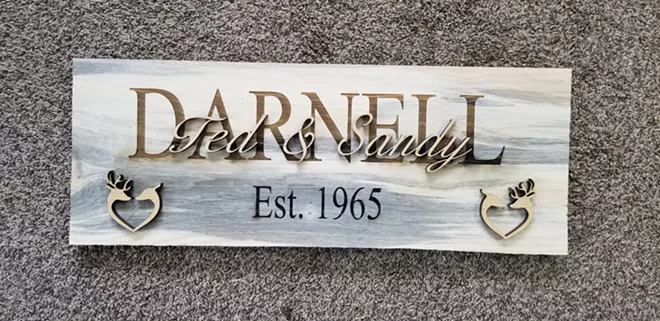 DARNELL
Ted & Sandy
Est. 1965